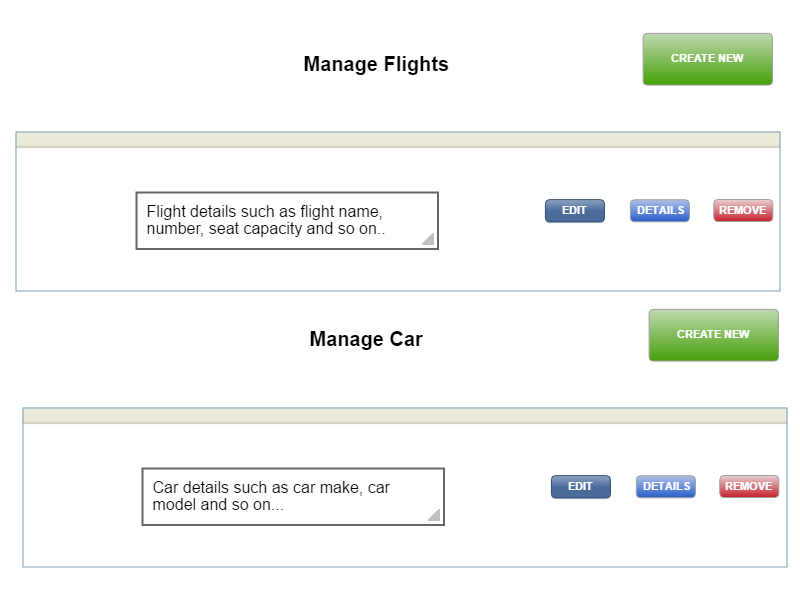 Manage Flights
CREATE NEW
Flight details such as flight name,
number, seat capacity and so on..
EDIT
DETAILS
REMOVE
Manage Car
CREATE NEW
Car details such as car make, car
model and so on...
EDIT
DETAILS
REMOVE